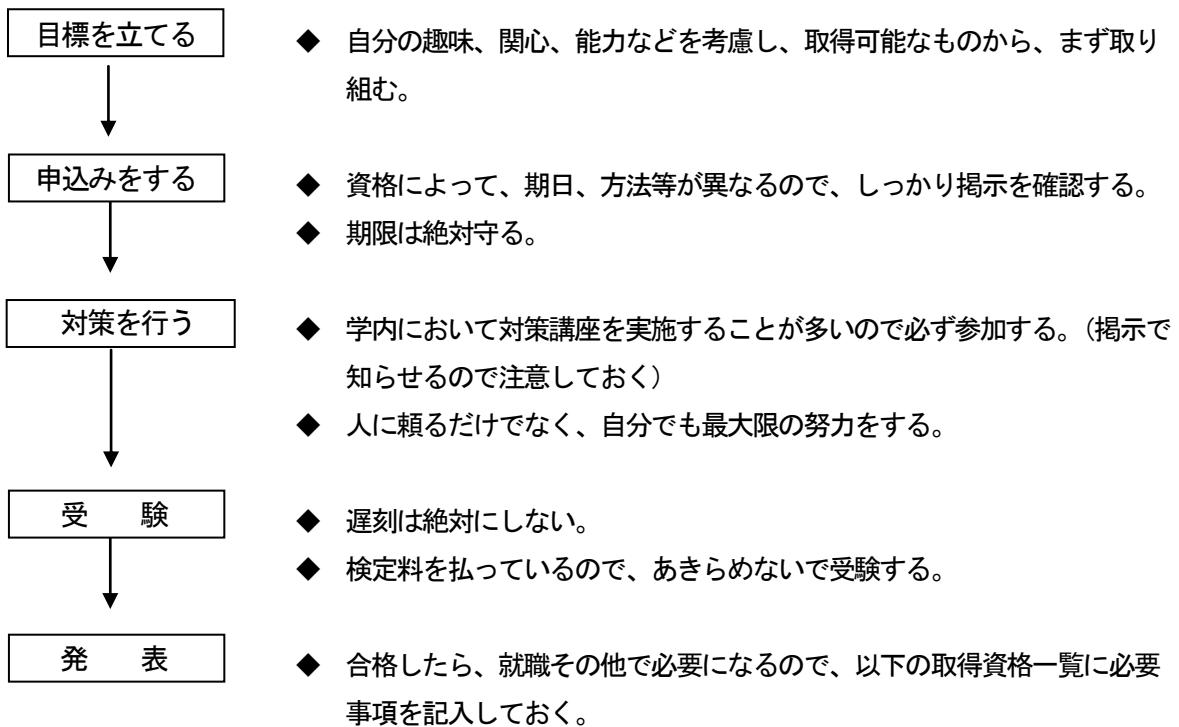 目標を立てる
◆ 自分の趣味、関心、能力などを考慮し、取得可能なものから、まず取り
組む。
申込みをする
◆ 資格によって、期日、方法等が異なるので、しっかり掲示を確認する。
◆ 期限は絶対守る。
対策を行う
◆ 学内において対策講座を実施することが多いので必ず参加する。（掲示で
知らせるので注意しておく）
◆ 人に頼るだけでなく、自分でも最大限の努力をする。
受　験
◆ 遅刻は絶対にしない。
◆ 検定料を払っているので、あきらめないで受験する。
発　表
◆ 合格したら、就職その他で必要になるので、以下の取得資格一覧に必要
事項を記入しておく。